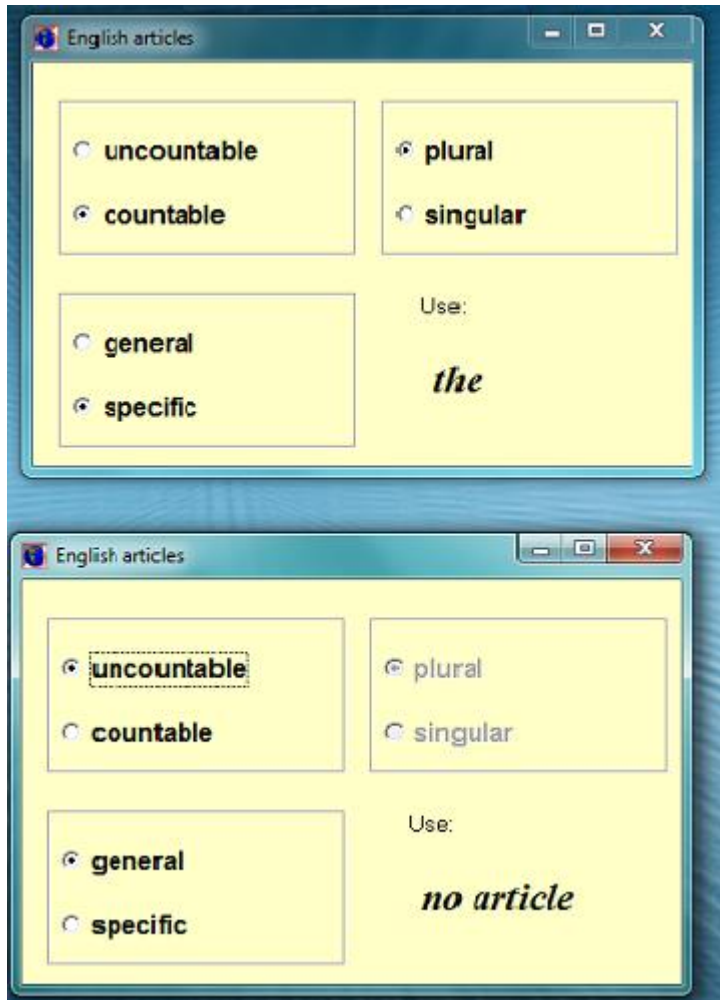 English articles
uncountable
countable
plural
singular
general
specific
Use:
the
English articles
uncountable
countable
plural
singular
general
specific
Use:
no article